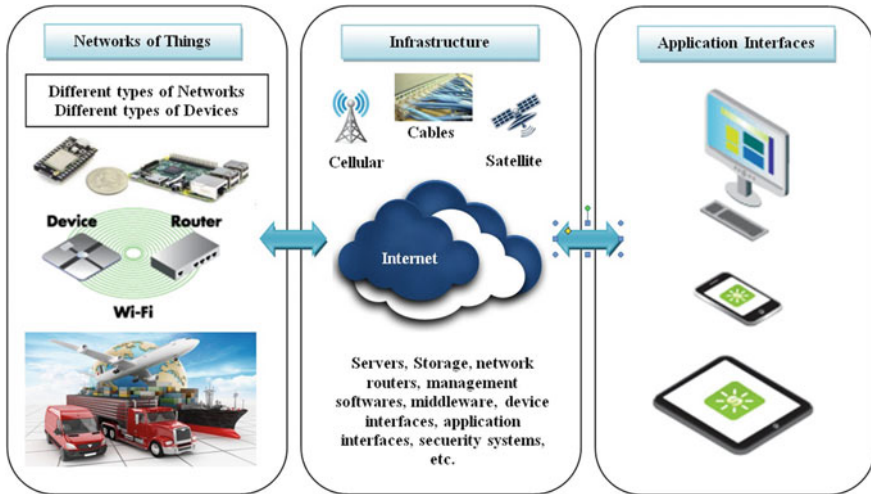 Networks of Things
Different types of Networks
Different types of Devices
Device
Router
Wi-Fi
Infrastructure
Cellular
Cables
Satellite
Internet
Servers, Storage, network
routers, management
softwares, middleware, device
interfaces, application
interfaces, secuerity systems,
etc.
Application Interfaces